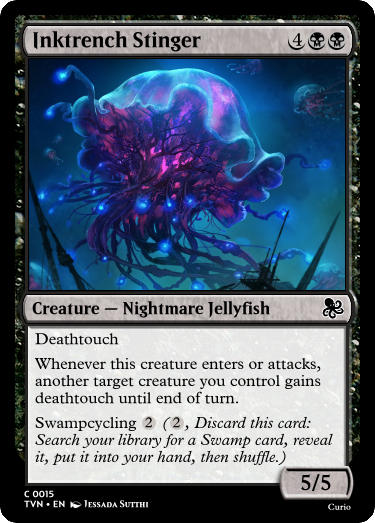 Inktrench Stinger 4
Creature — Nightmare Jellyfish
Deathtouch
Whenever this creature enters or attacks,
another target creature you control gains
deathtouch until end of turn.
Swampcycling 2 (2, Discard this card:
Search your library for a Swamp card, reveal
it, put it into your hand, then shuffle.)
5/5
C 0015
TVN • EN Jessada Sutthi
Curio